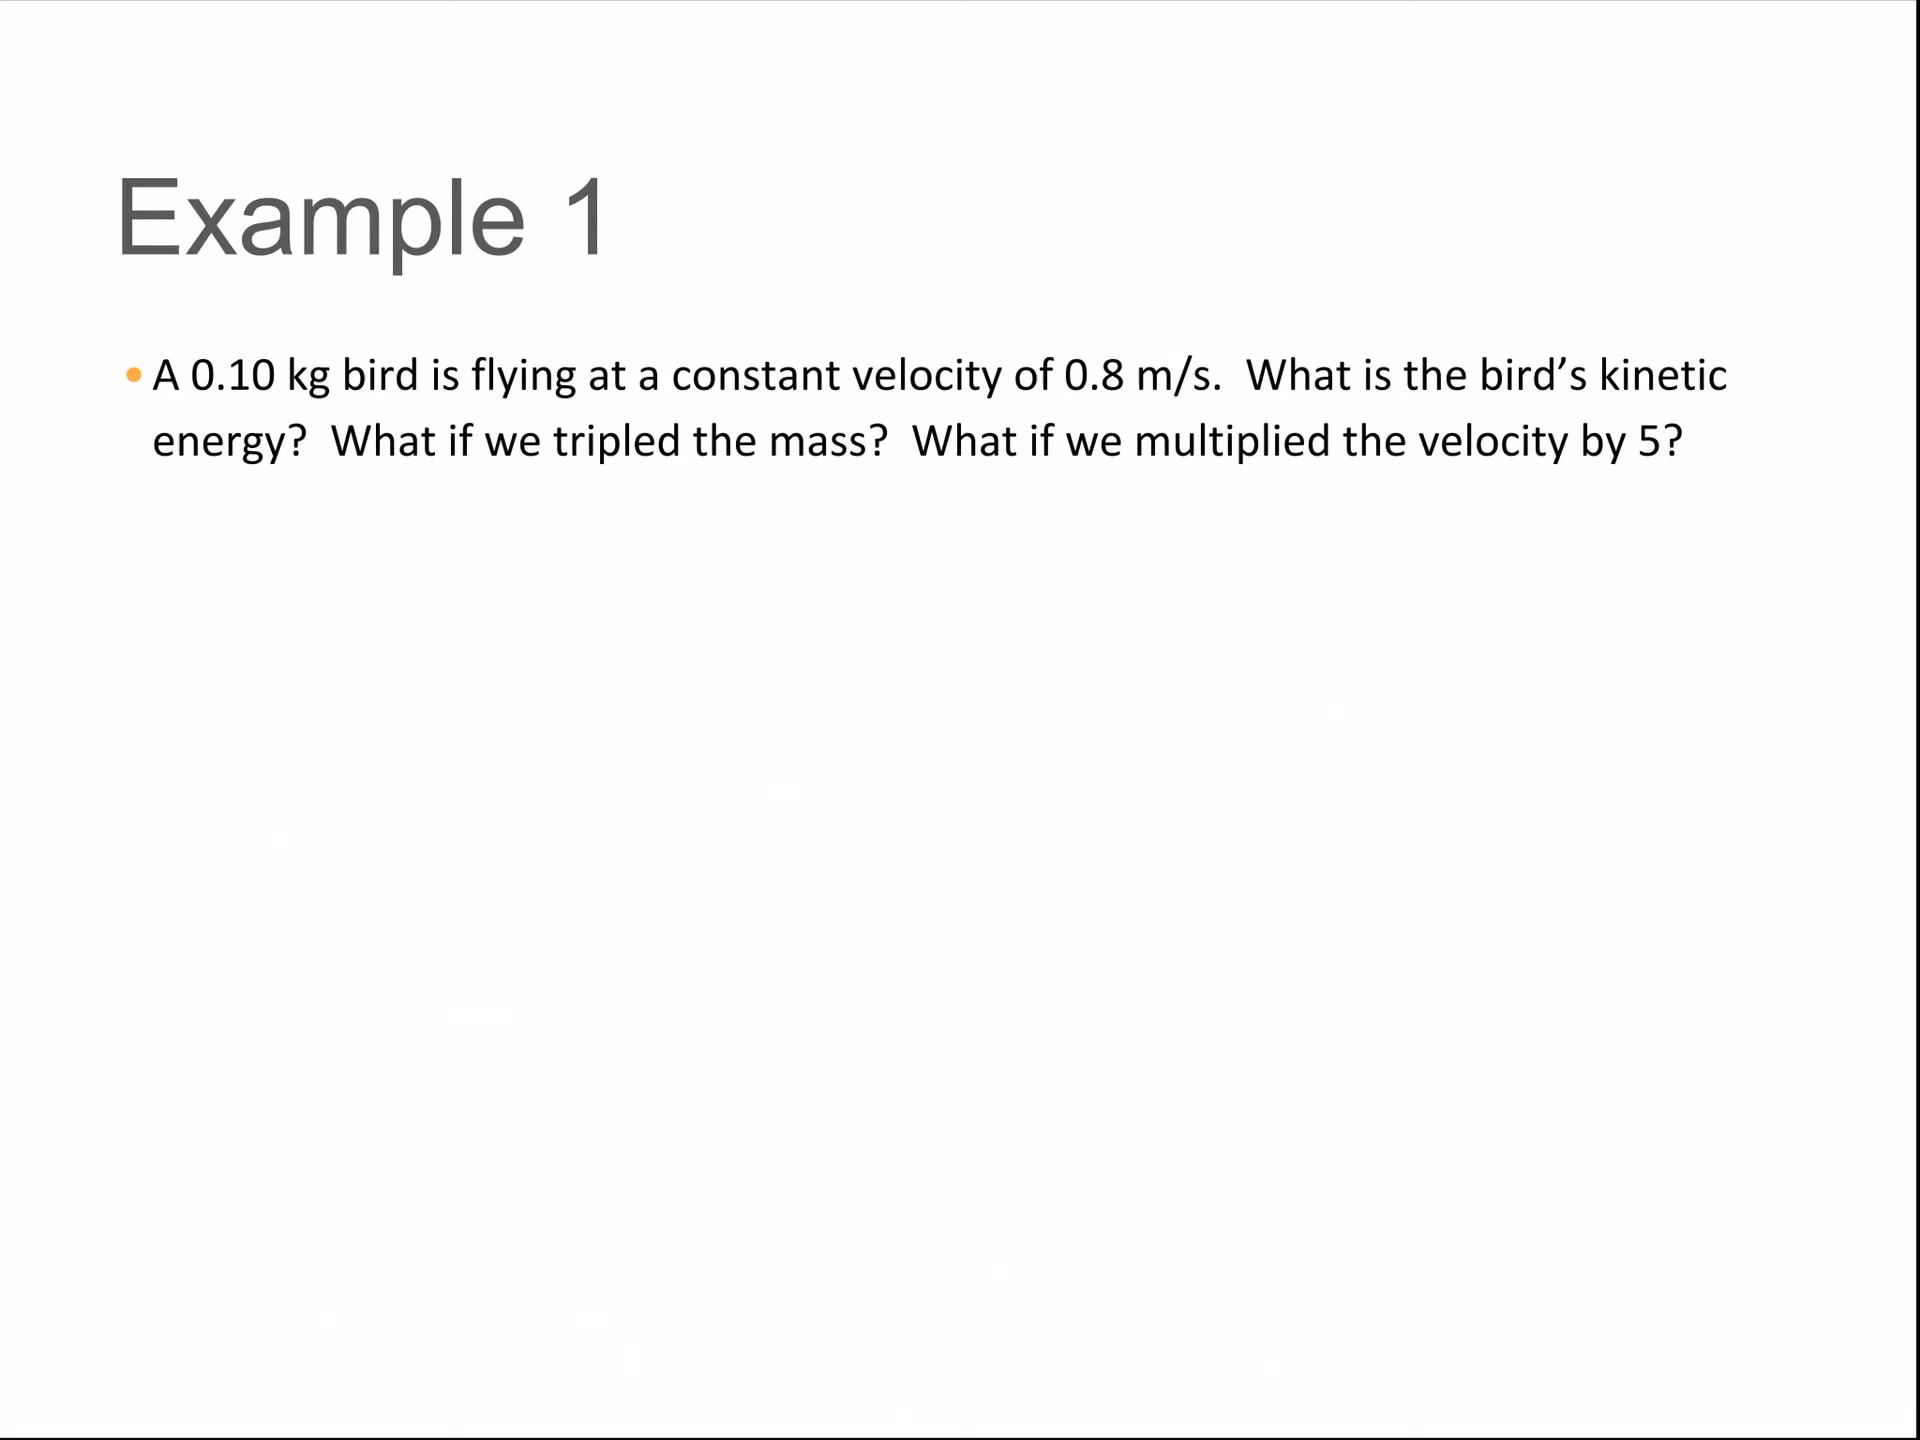 Example 1
• A 0.10 kg bird is flying at a constant velocity of 0.8 m/s.  What is the bird’s kinetic
energy?  What if we tripled the mass?  What if we multiplied the velocity by 5?